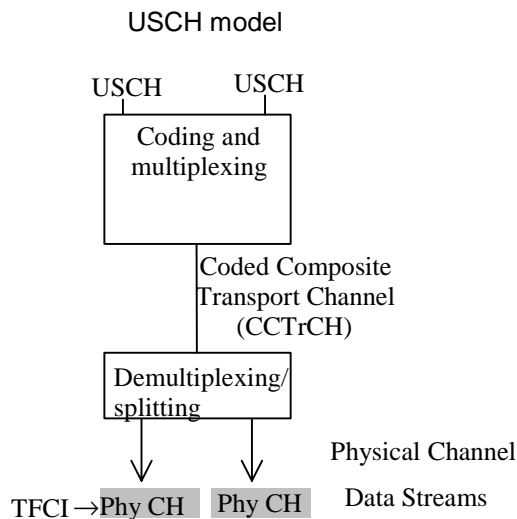 USCH model
USCH USCH
Coding and
multiplexing
Coded Composite
Transport Channel
(CCTrCH)
Demultiplexing/
splitting
Physical Channel
Data Streams
TFCI → Phy CH Phy CH